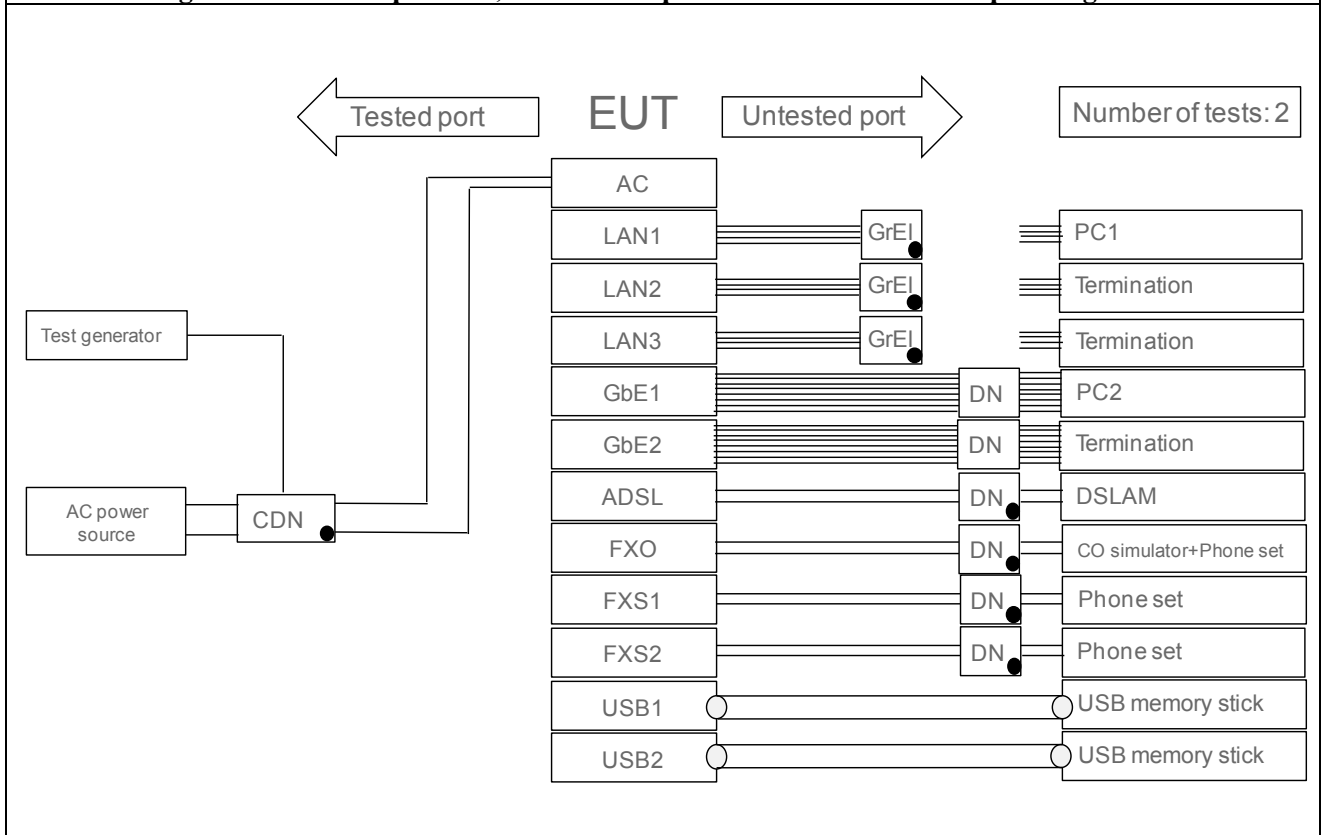 Tested port
EUT
Untested port
Number of tests: 2
AC
LAN1
GrEl
PC1
LAN2
GrEl
Termination
LAN3
GrEl
Termination
Test generator
GbE1
DN
PC2
GbE2
DN
Termination
AC power
source
CDN
ADSL
DN
DSLAM
FXO
DN
CO simulator+Phone set
FXS1
DN
Phone set
FXS2
DN
Phone set
USB1
USB memory stick
USB2
USB memory stick